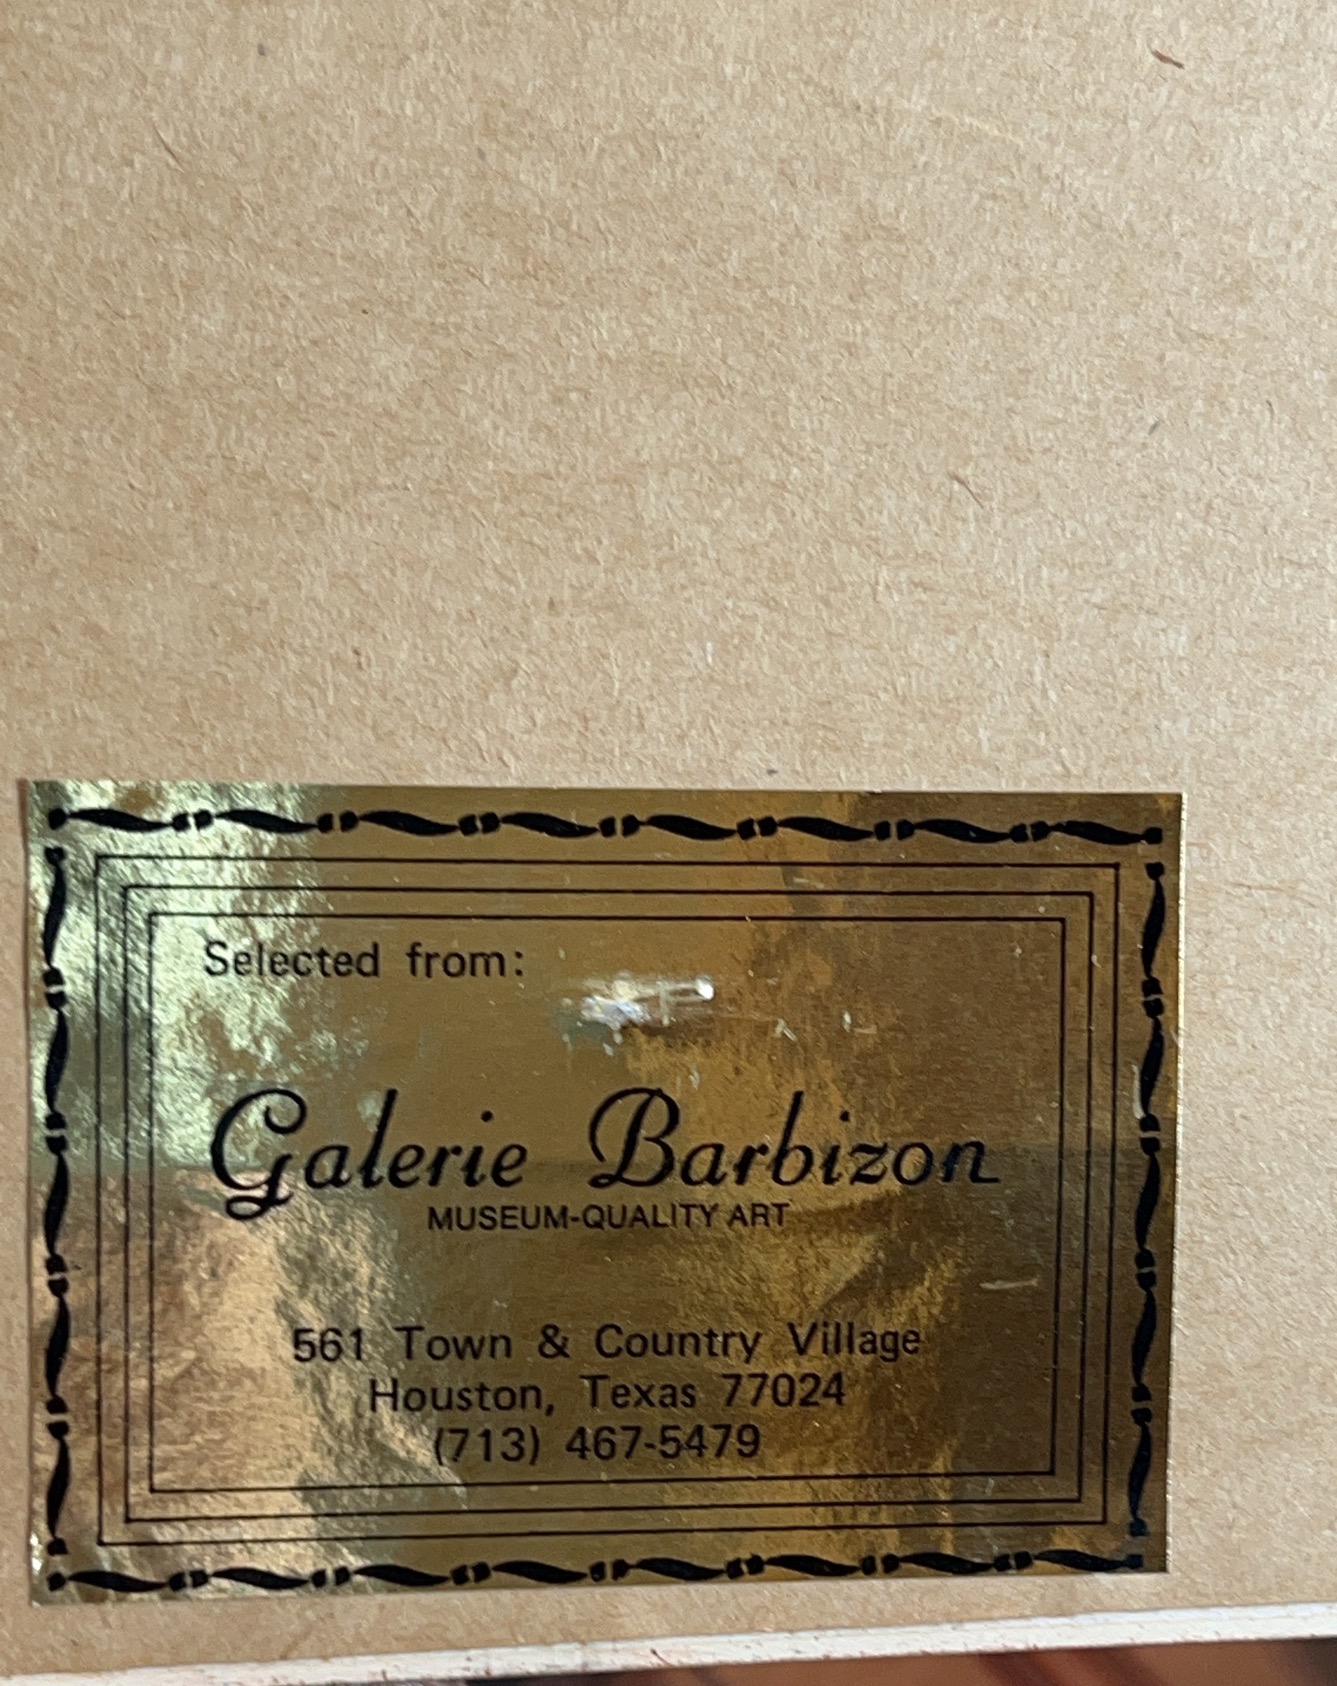 Selected from:
Galerie Barbizon
MUSEUM-QUALITY ART
561 Town & Country Village
Houston, Texas 77024
(713) 467-5479